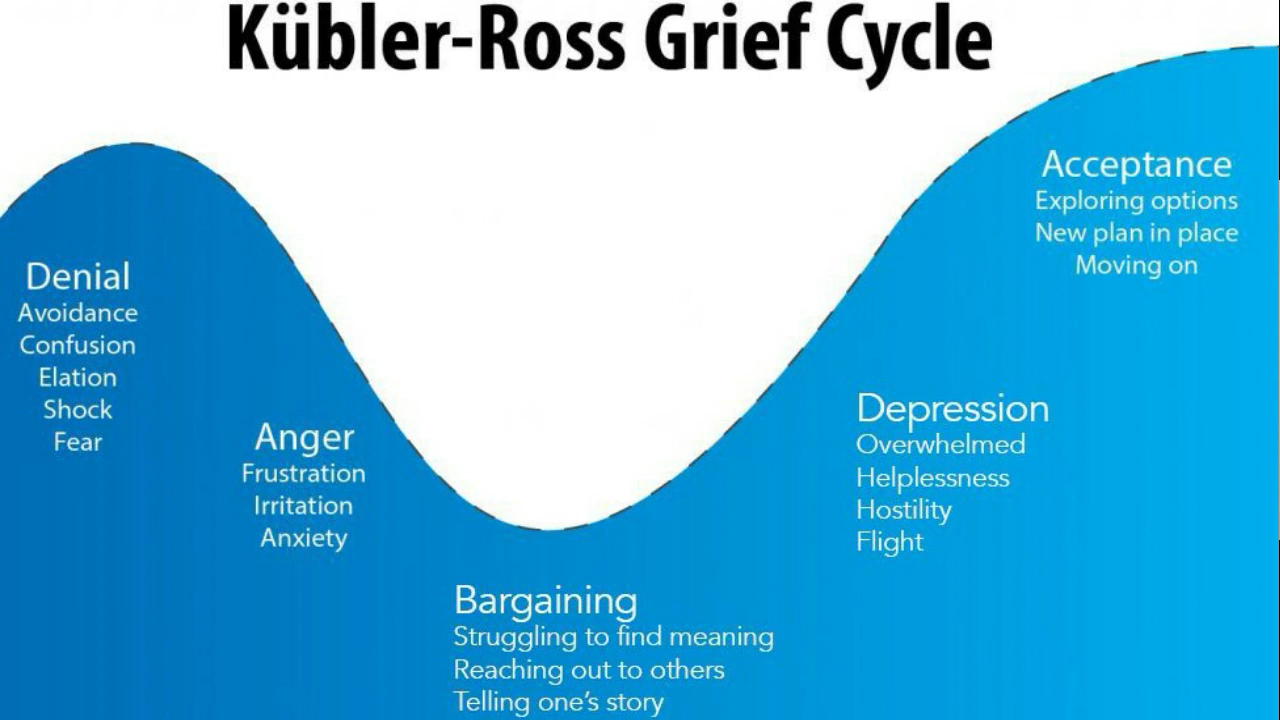 Kübler-Ross Grief Cycle
Denial
Avoidance
Confusion
Elation
Shock
Fear
Anger
Frustration
Irritation
Anxiety
Bargaining
Struggling to find meaning
Reaching out to others
Telling one's story
Depression
Overwhelmed
Helplessness
Hostility
Flight
Acceptance
Exploring options
New plan in place
Moving on